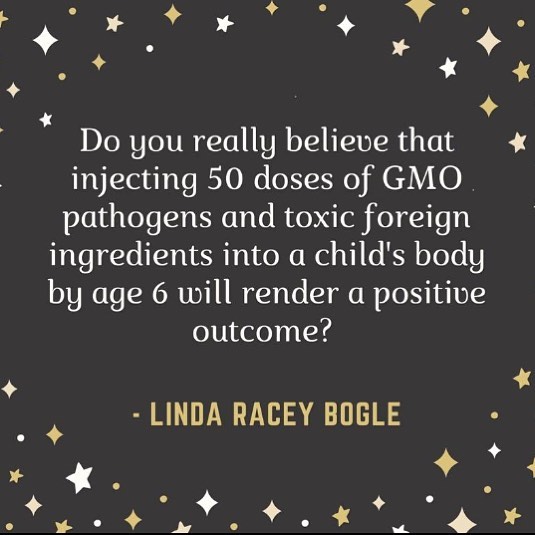 Do you really believe that
injecting 50 doses of GMO
pathogens and toxic foreign
ingredients into a child's body
by age 6 will render a positive
outcome?
- LINDA RACEY BOGLE